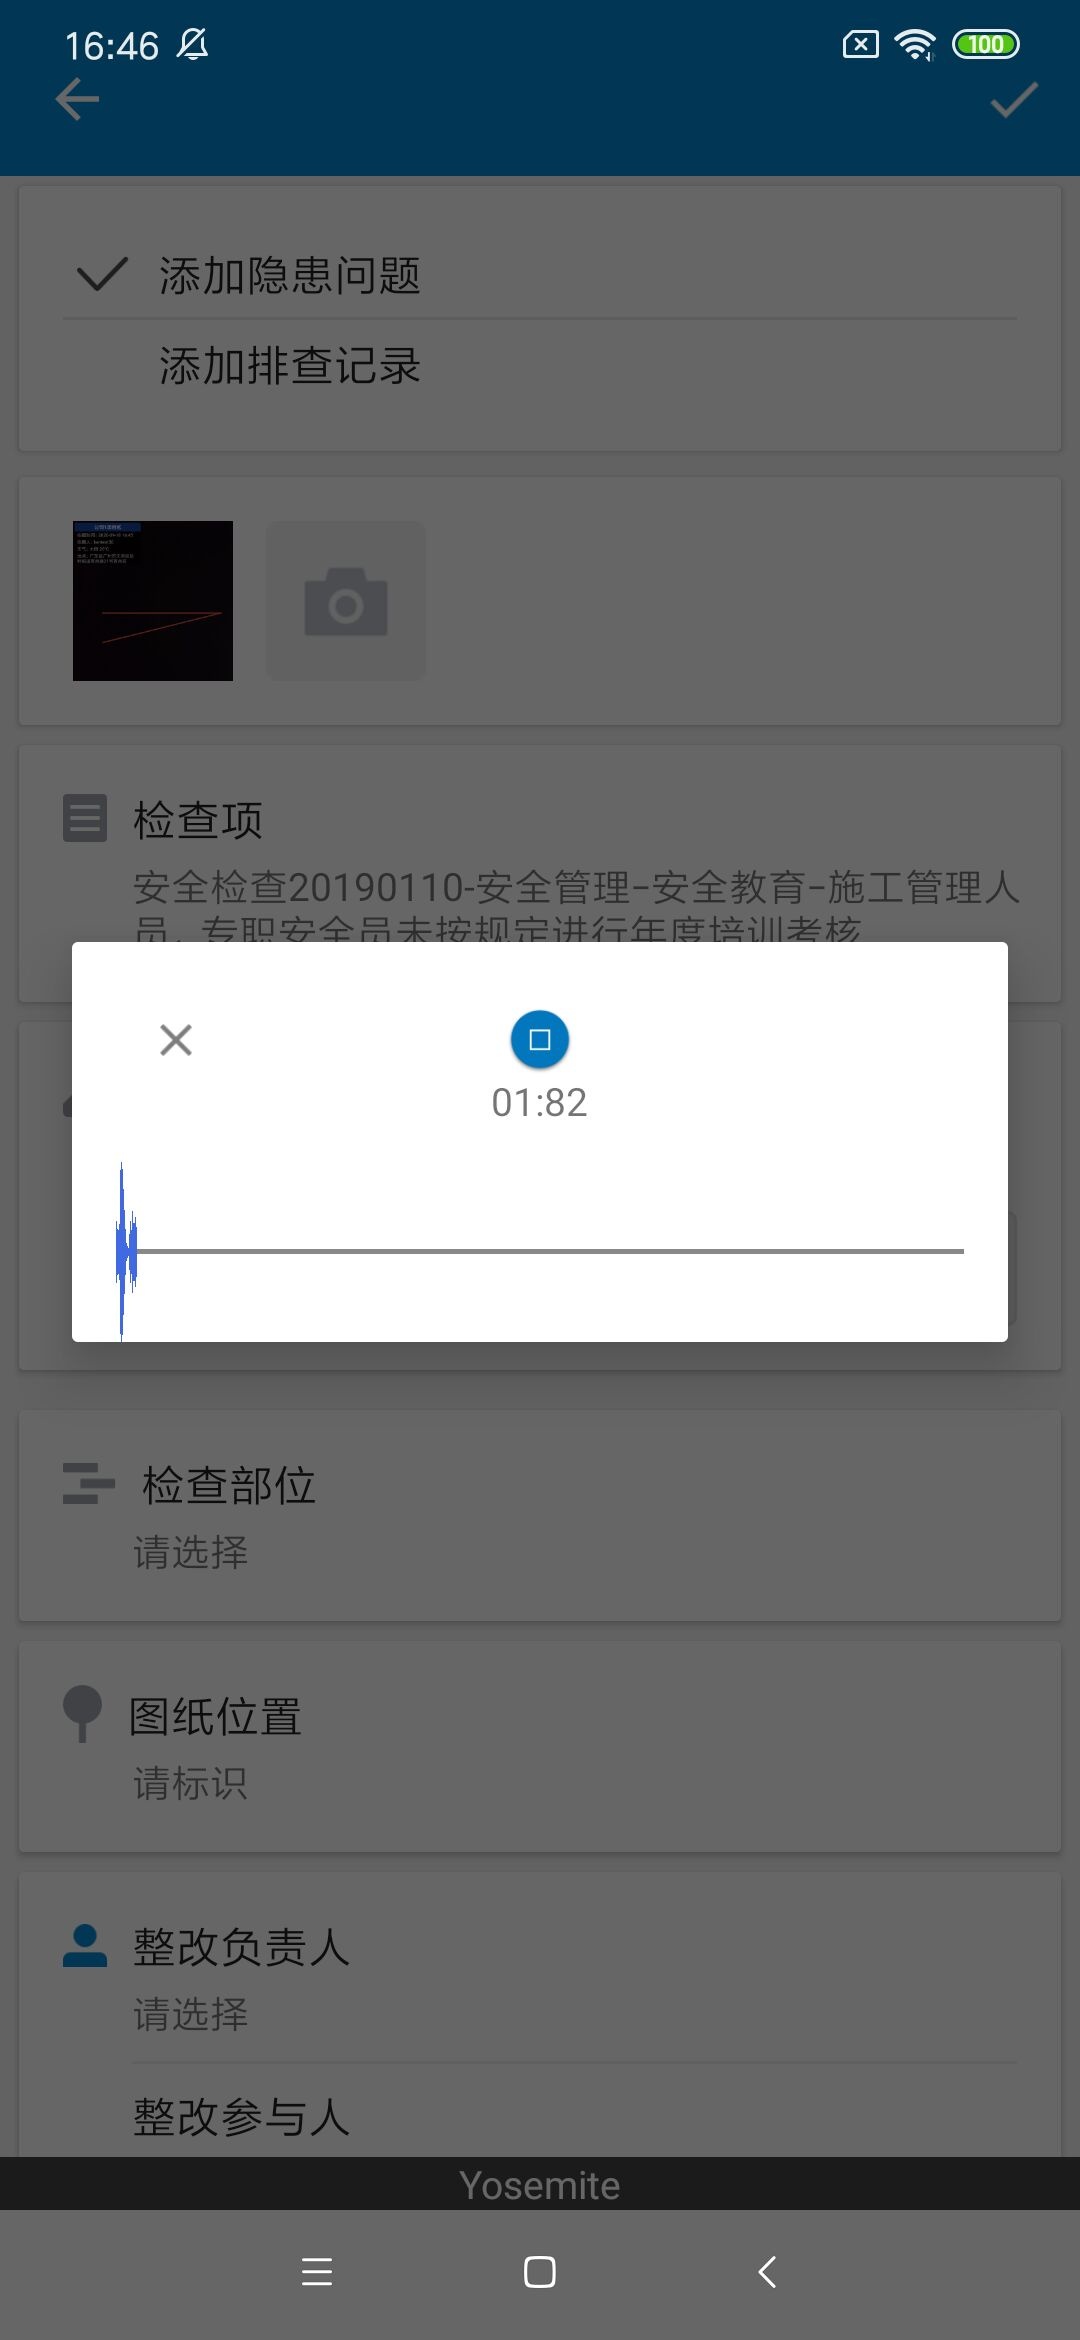 16:46
100
添加隐患问题
添加排查记录
检查项
安全检查20190110-安全管理-安全教育-施工管理人
员、专职安全员未按规定进行年度培训考核
01:82
检查部位
请选择
图纸位置
请标识
整改负责人
请选择
整改参与人
Yosemite